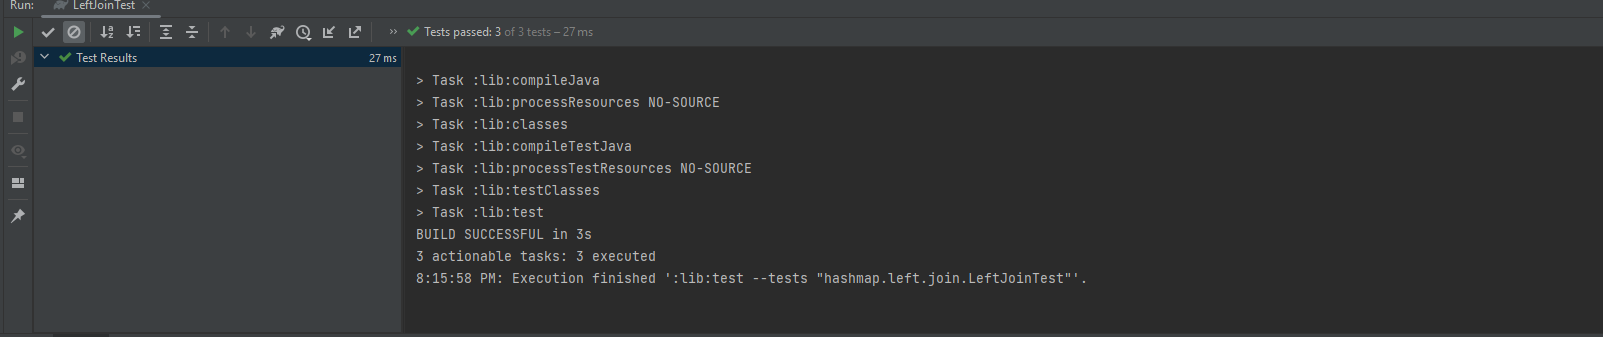 Run: LeftJoinTest
Tests passed: 3 of 3 tests – 27 ms
Test Results 27 ms
> Task :lib:compileJava
> Task :lib:processResources NO-SOURCE
> Task :lib:classes
> Task :lib:compileTestJava
> Task :lib:processTestResources NO-SOURCE
> Task :lib:testClasses
> Task :lib:test
BUILD SUCCESSFUL in 3s
3 actionable tasks: 3 executed
8:15:58 PM: Execution finished ':lib:test --tests "hashmap.left.join.LeftJoinTest"'.